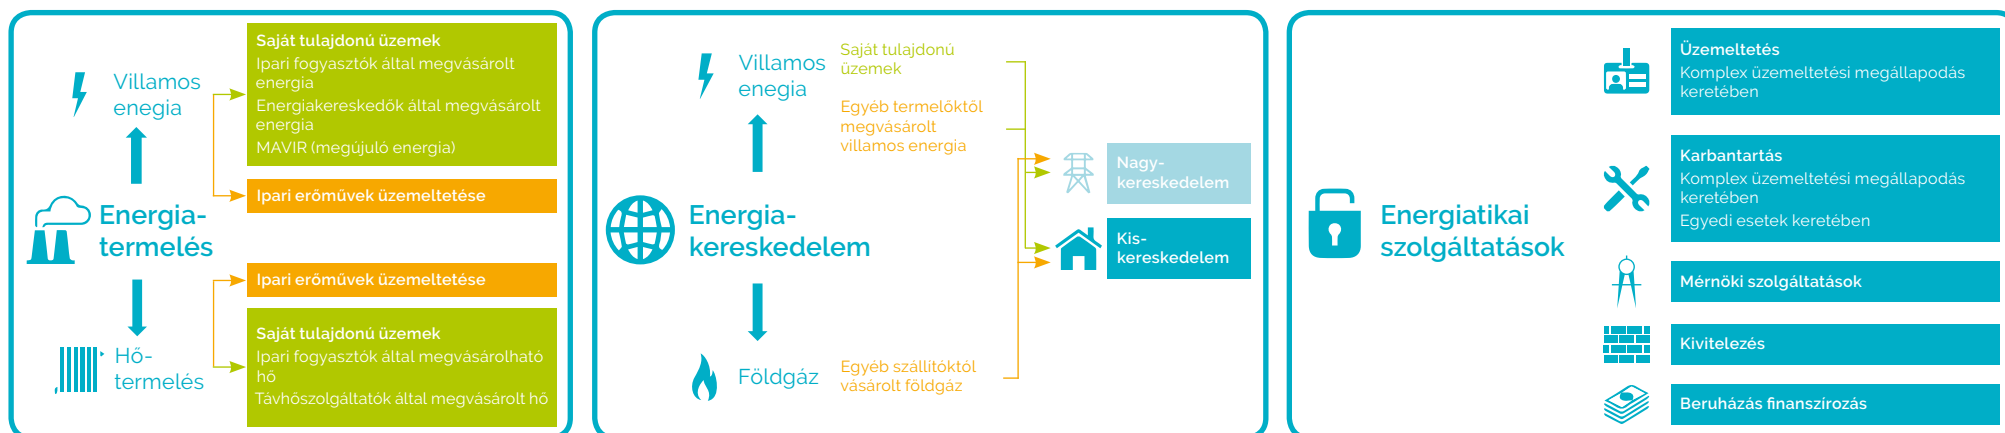 Villamos
enegia
Energia-
termelés
Hő-
termelés
Saját tulajdonú üzemek
Ipari fogyasztók által megvásárolt
energia
Energiakereskedők által megvásárolt
energia
MAVIR (megújuló energia)
Ipari erőművek üzemeltetése
Ipari erőművek üzemeltetése
Saját tulajdonú üzemek
Ipari fogyasztók által megvásárolható
hő
Távhőszolgáltatók által megvásárolt hő
Villamos
enegia
Energia-
kereskedelem
Földgáz
Saját tulajdonú
üzemek
Egyéb termelőktől
megvásárolt
villamos energia
Egyéb szállítóktól
vásárolt földgáz
Nagy-
kereskedelem
Kis-
kereskedelem
Energiatikai
szolgáltatások
Üzemeltetés
Komplex üzemeltetési megállapodás
keretében
Karbantartás
Komplex üzemeltetési megállapodás
keretében
Egyedi esetek keretében
Mérnöki szolgáltatások
Kivitelezés
Beruházás finanszírozás